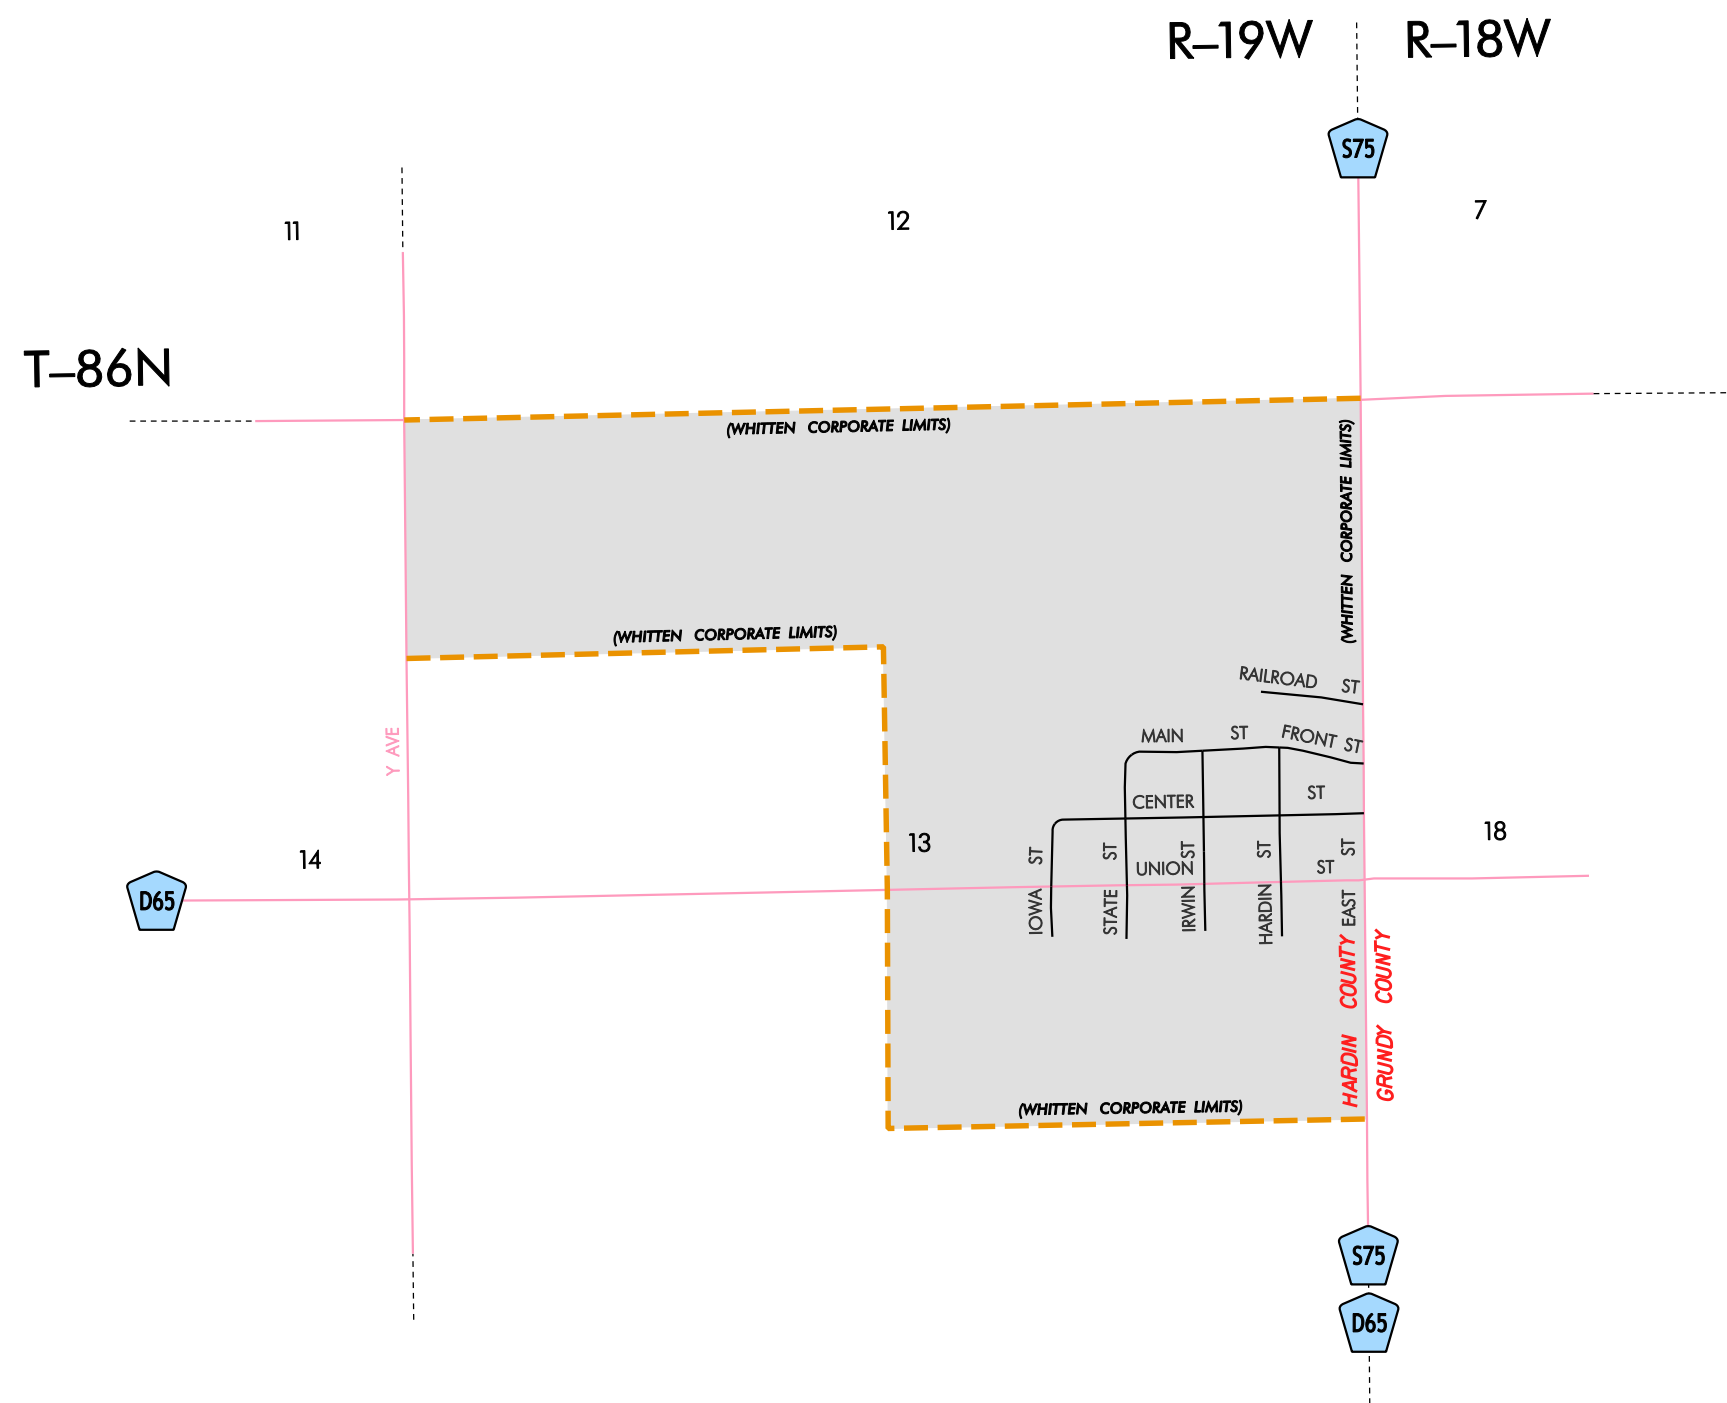 R–19W
R–18W
S75
7
12
11
T–86N
(WHITTEN CORPORATE LIMITS)
(WHITTEN CORPORATE LIMITS)
(WHITTEN CORPORATE LIMITS)
RAILROAD ST
MAIN ST
FRONT ST
Y AVE
CENTER ST
13
18
14
UNION ST
D65
IOWA ST
STATE ST
IRWIN ST
HARDIN ST
EAST ST
HARDIN COUNTY
GRUNDY COUNTY
(WHITTEN CORPORATE LIMITS)
S75
D65